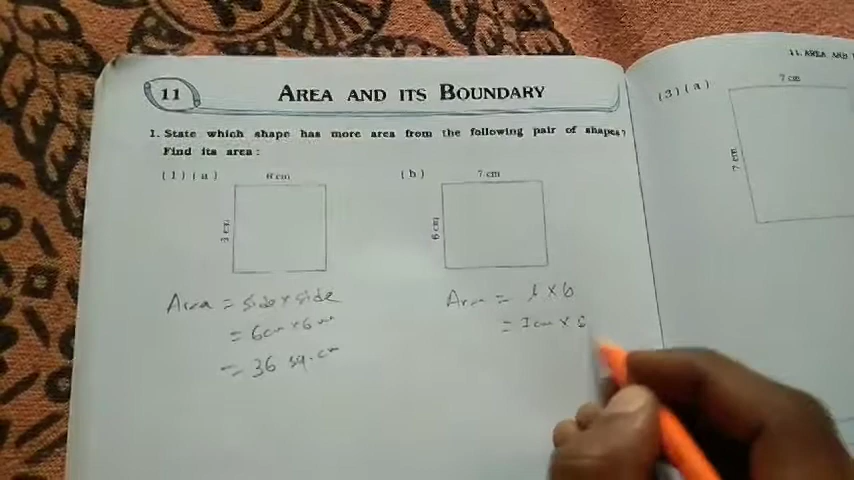 11
AREA AND ITS BOUNDARY
1. State which shape has more area from the following pair of shapes?
Find its area :
(1) (a)
6 cm
3 cm
Area = side × side
= 6cm × 6cm
= 36 sq.cm
(b)
7 cm
6 cm
Area = l × b
= 7cm × 6
11. AREA AND
(3) (a)
7 cm
7 cm